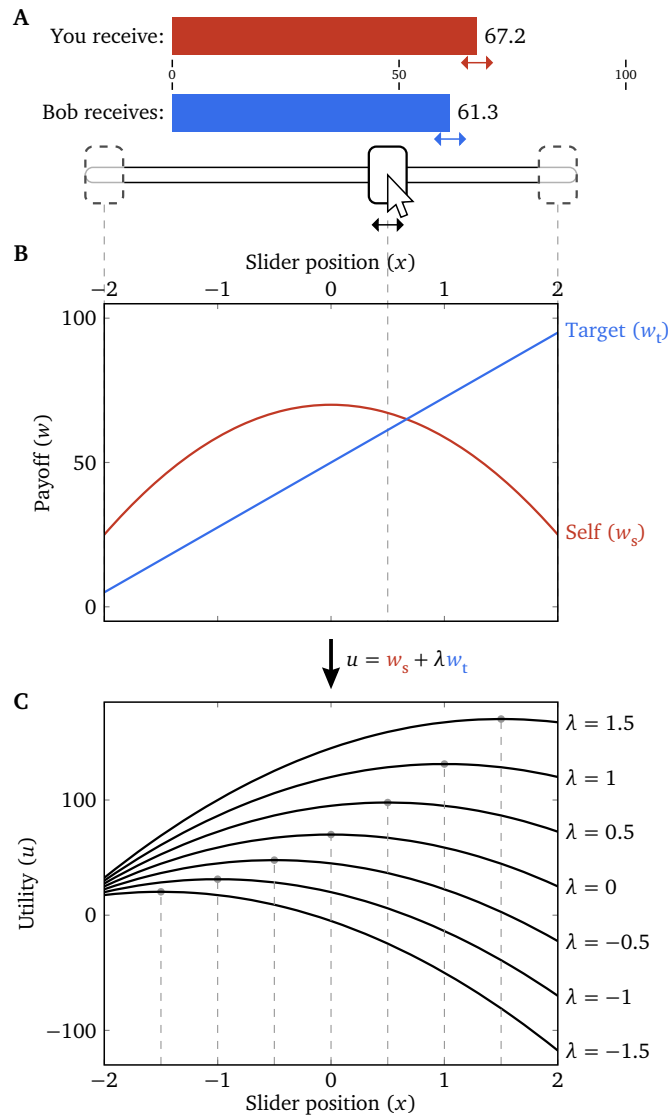 A
You receive: 67.2
0 50 100
Bob receives: 61.3
B
Slider position (x)
−2 −1 0 1 2
100
Target (wt)
Payoff (w)
50
Self (ws)
0
u = ws + λwt
C
λ = 1.5
λ = 1
100
λ = 0.5
Utility (u)
λ = 0
0
λ = −0.5
λ = −1
−100
λ = −1.5
−2 −1 0 1 2
Slider position (x)